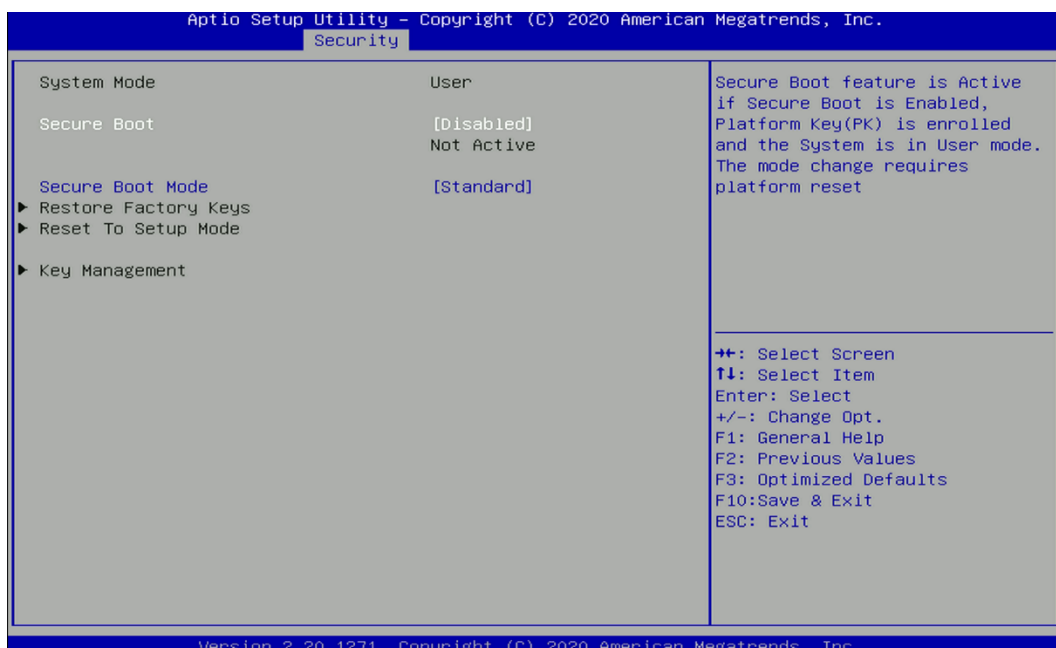 Aptio Setup Utility – Copyright (C) 2020 American Megatrends, Inc.
Security
System Mode User
Secure Boot [Disabled]
Not Active
Secure Boot Mode [Standard]
Restore Factory Keys
Reset To Setup Mode
Key Management
Secure Boot feature is Active
if Secure Boot is Enabled,
Platform Key(PK) is enrolled
and the System is in User mode.
The mode change requires
platform reset
→←: Select Screen
↑↓: Select Item
Enter: Select
+/-: Change Opt.
F1: General Help
F2: Previous Values
F3: Optimized Defaults
F10:Save & Exit
ESC: Exit
Version 2.20.1271. Copyright (C) 2020 American Megatrends, Inc.